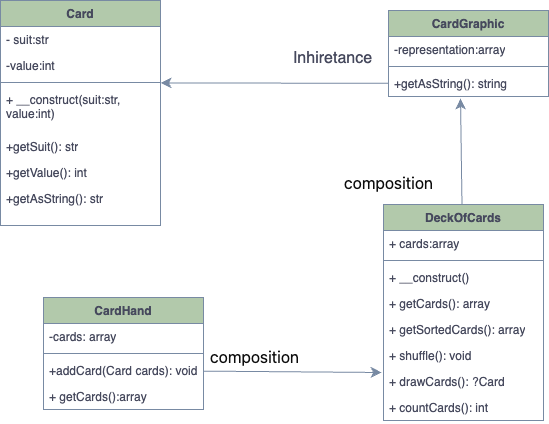 Card
- suit:str
-value:int
+ __construct(suit:str,
value:int)
+getSuit(): str
+getValue(): int
+getAsString(): str
Inhiretance
CardGraphic
-representation:array
+getAsString(): string
composition
DeckOfCards
+ cards:array
+ __construct()
+ getCards(): array
+ getSortedCards(): array
+ shuffle(): void
+ drawCards(): ?Card
+ countCards(): int
CardHand
-cards: array
+addCard(Card cards): void
+ getCards():array
composition